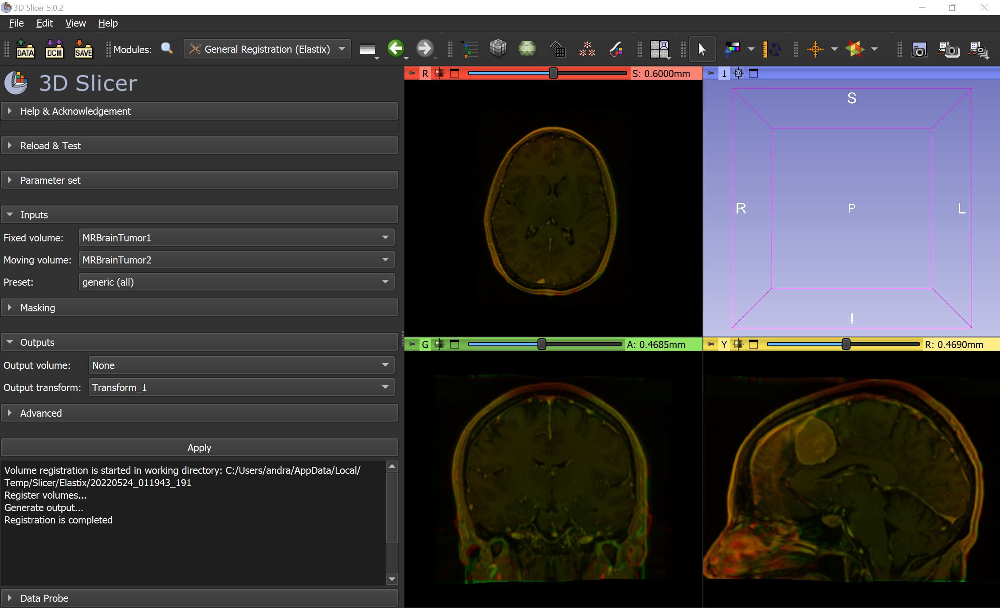 3D Slicer 5.0.2
File Edit View Help
DATA DCM SAVE Modules: General Registration (Elastix)
3D Slicer
Help & Acknowledgement
Reload & Test
Parameter set
Inputs
Fixed volume: MRBrainTumor1
Moving volume: MRBrainTumor2
Preset: generic (all)
Masking
Outputs
Output volume: None
Output transform: Transform_1
Advanced
Apply
Volume registration is started in working directory: C:/Users/andra/AppData/Local/
Temp/Slicer/Elastix/20220524_011943_191
Register volumes...
Generate output...
Registration is completed
Data Probe
R S: 0.6000mm
1
S
R P L
I
G A: 0.4685mm
Y R: 0.4690mm